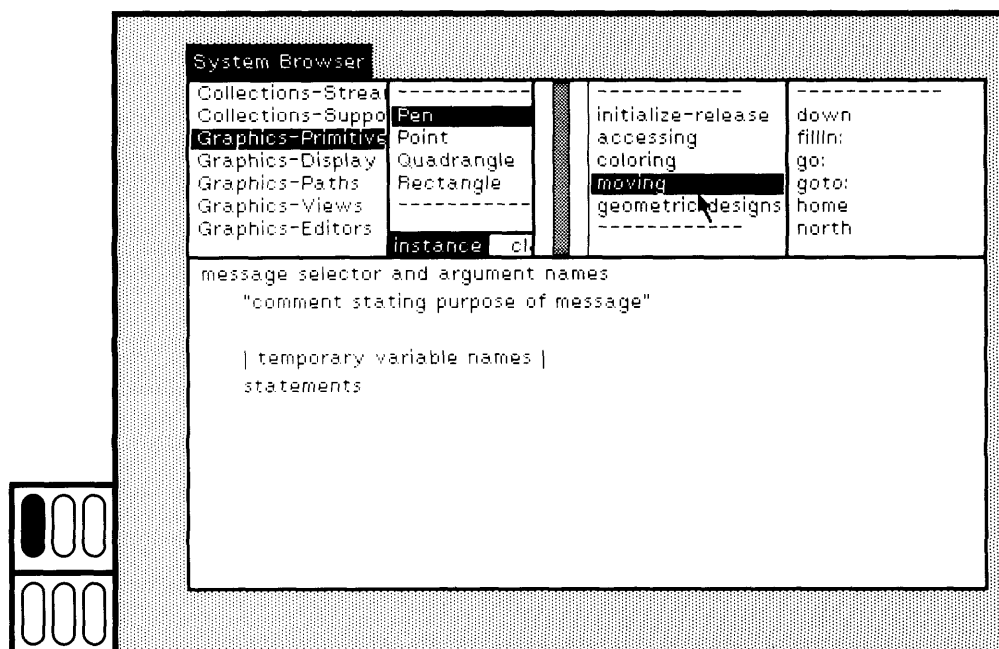 System Browser
Collections-Strea
Collections-Suppo
Graphics-Primitivs
Graphics-Display
Graphics-Paths
Graphics-Views
Graphics-Editors
------------
Pen
Point
Quadrangle
Rectangle
------------
instance cl
------------
initialize-release
accessing
coloring
moving
geometric designs
------------
------------
down
fillIn:
go:
goto:
home
north
message selector and argument names
"comment stating purpose of message"
| temporary variable names |
statements